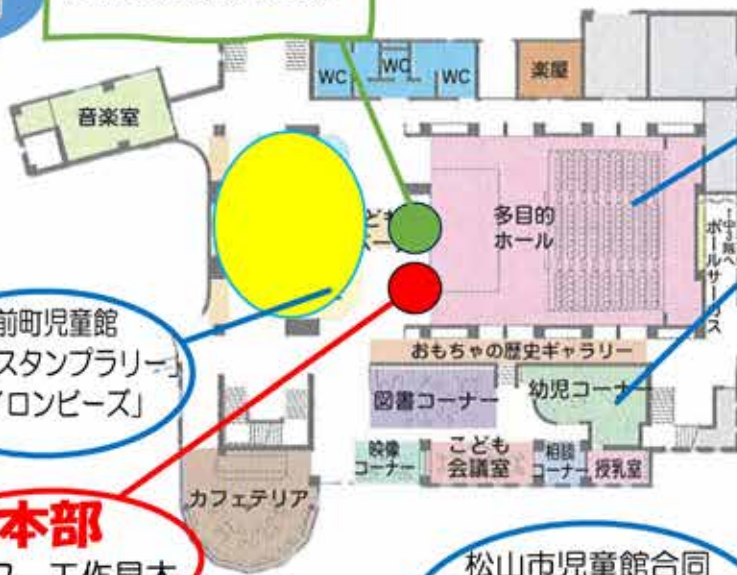 WC
WC
WC
楽屋
音楽室
多目的
ホール
ボールサーカス
おもちゃの歴史ギャラリー
前町児童館
スタンプラリー」
イロンビーズ」
図書コーナー
幼児コーナー
映像
コーナー
こども
会議室
相談
コーナー
授乳室
カフェテリア
本部
松山市児童館合同